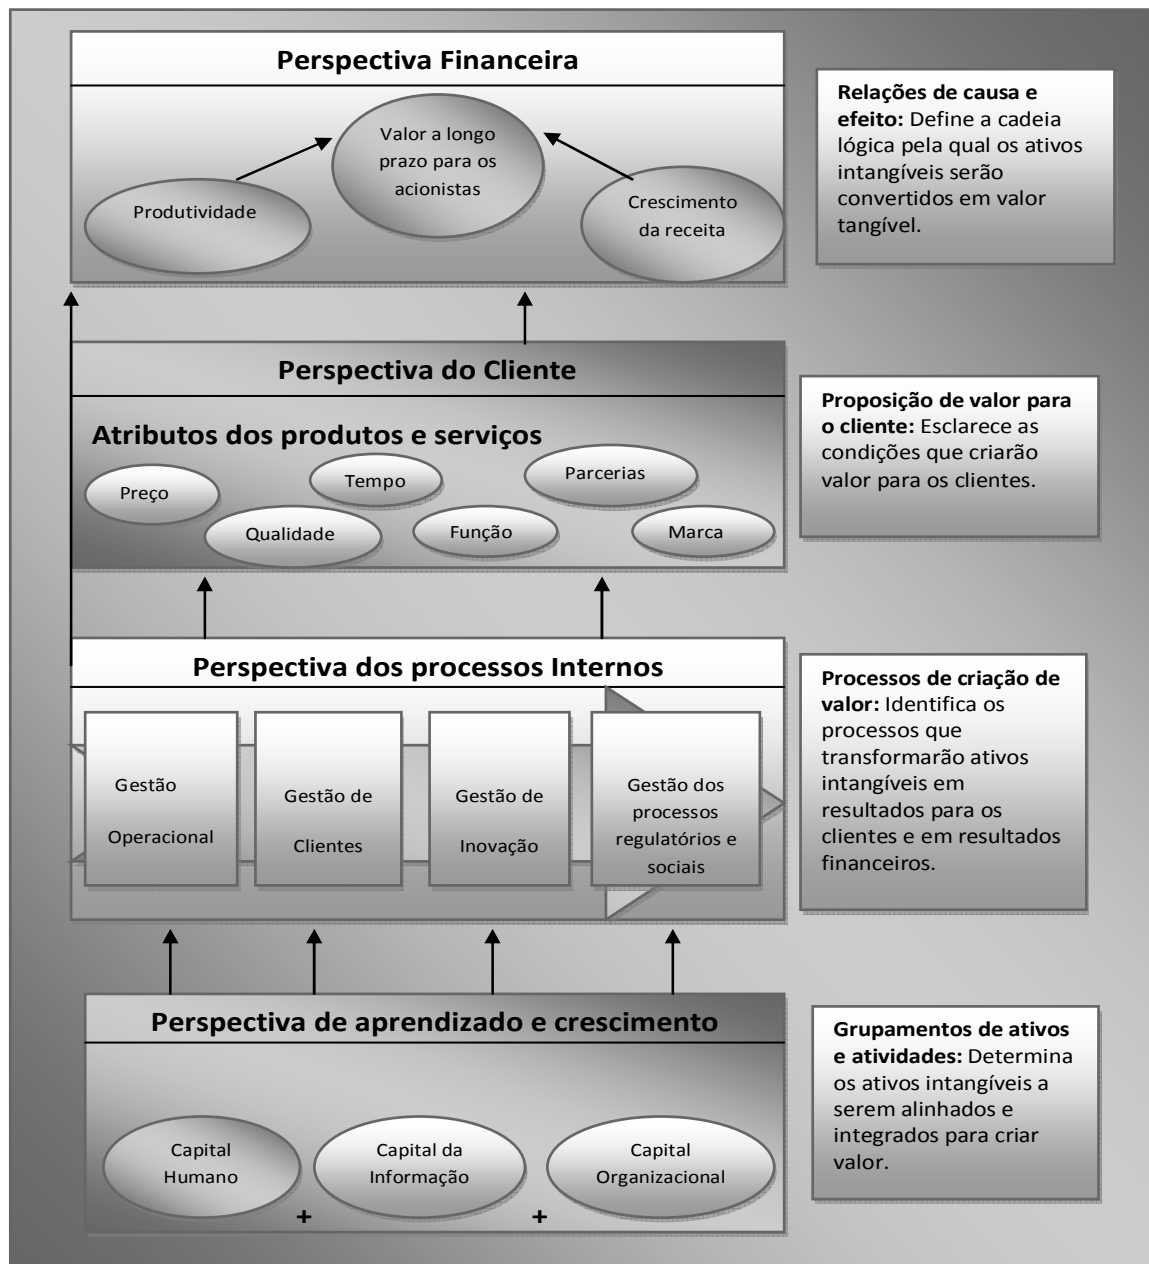 Perspectiva Financeira
Valor a longo
prazo para os
acionistas
Produtividade
Crescimento
da receita
Relações de causa e
efeito: Define a cadeia
lógica pela qual os ativos
intangíveis serão
convertidos em valor
tangível.
Perspectiva do Cliente
Atributos dos produtos e serviços
Preço
Tempo
Parcerias
Qualidade
Função
Marca
Proposição de valor para
o cliente: Esclarece as
condições que criarão
valor para os clientes.
Perspectiva dos processos Internos
Gestão
Operacional
Gestão de
Clientes
Gestão de
Inovação
Gestão dos
processos
regulatórios e
sociais
Processos de criação de
valor: Identifica os
processos que
transformarão ativos
intangíveis em
resultados para os
clientes e em resultados
financeiros.
Perspectiva de aprendizado e crescimento
Capital
Humano
+
Capital da
Informação
+
Capital
Organizacional
Grupamentos de ativos
e atividades: Determina
os ativos intangíveis a
serem alinhados e
integrados para criar
valor.